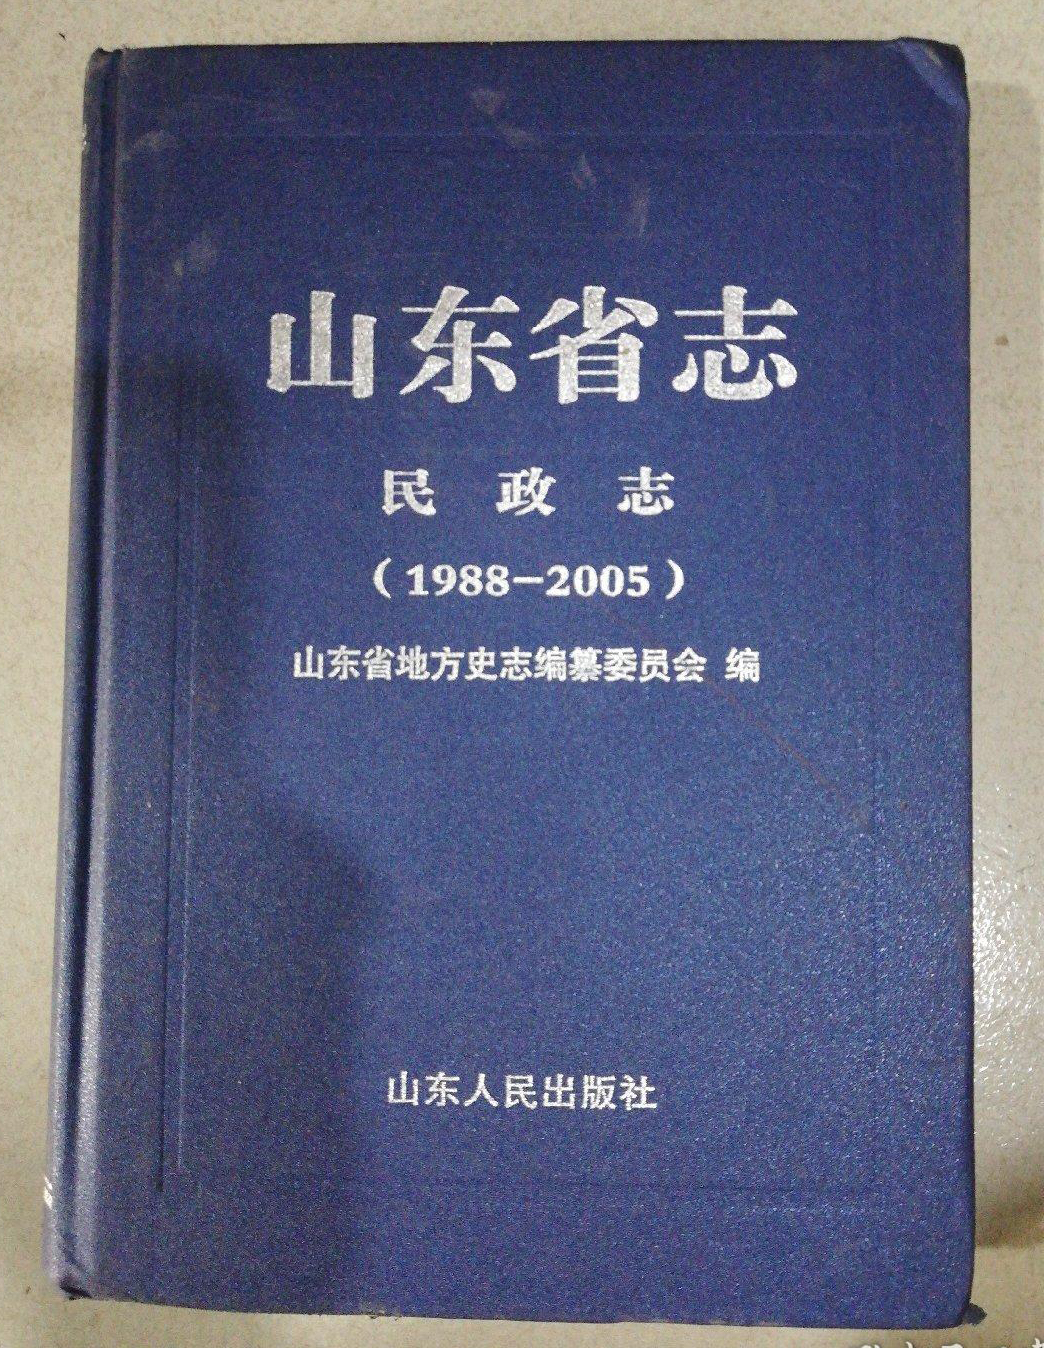 山东省志
民政志
（1988-2005）
山东省地方史志编纂委员会 编
山东人民出版社